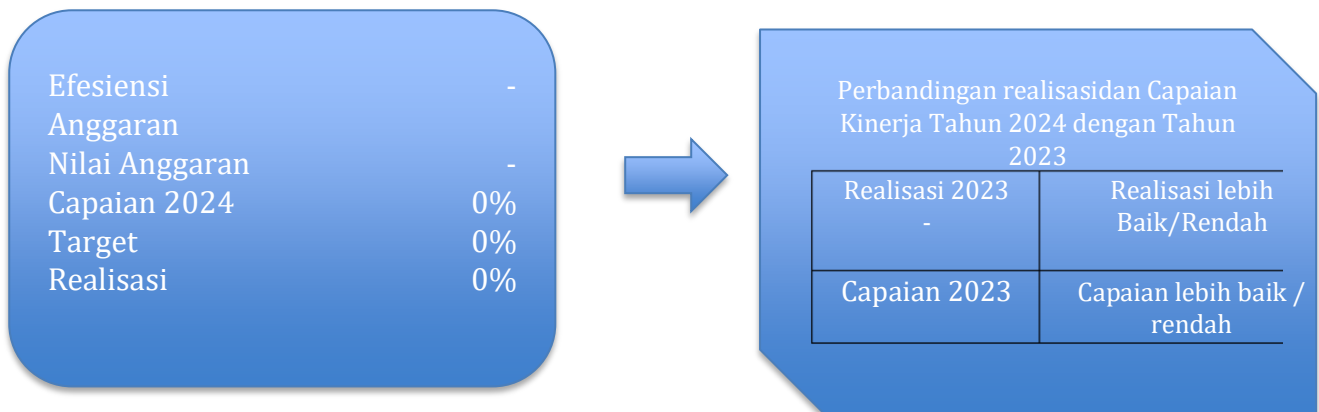 Efesiensi -
Anggaran
Nilai Anggaran -
Capaian 2024 0%
Target 0%
Realisasi 0%
Perbandingan realisasidan Capaian
Kinerja Tahun 2024 dengan Tahun
2023
Realisasi 2023
-
Realisasi lebih
Baik/Rendah
Capaian 2023
Capaian lebih baik /
rendah